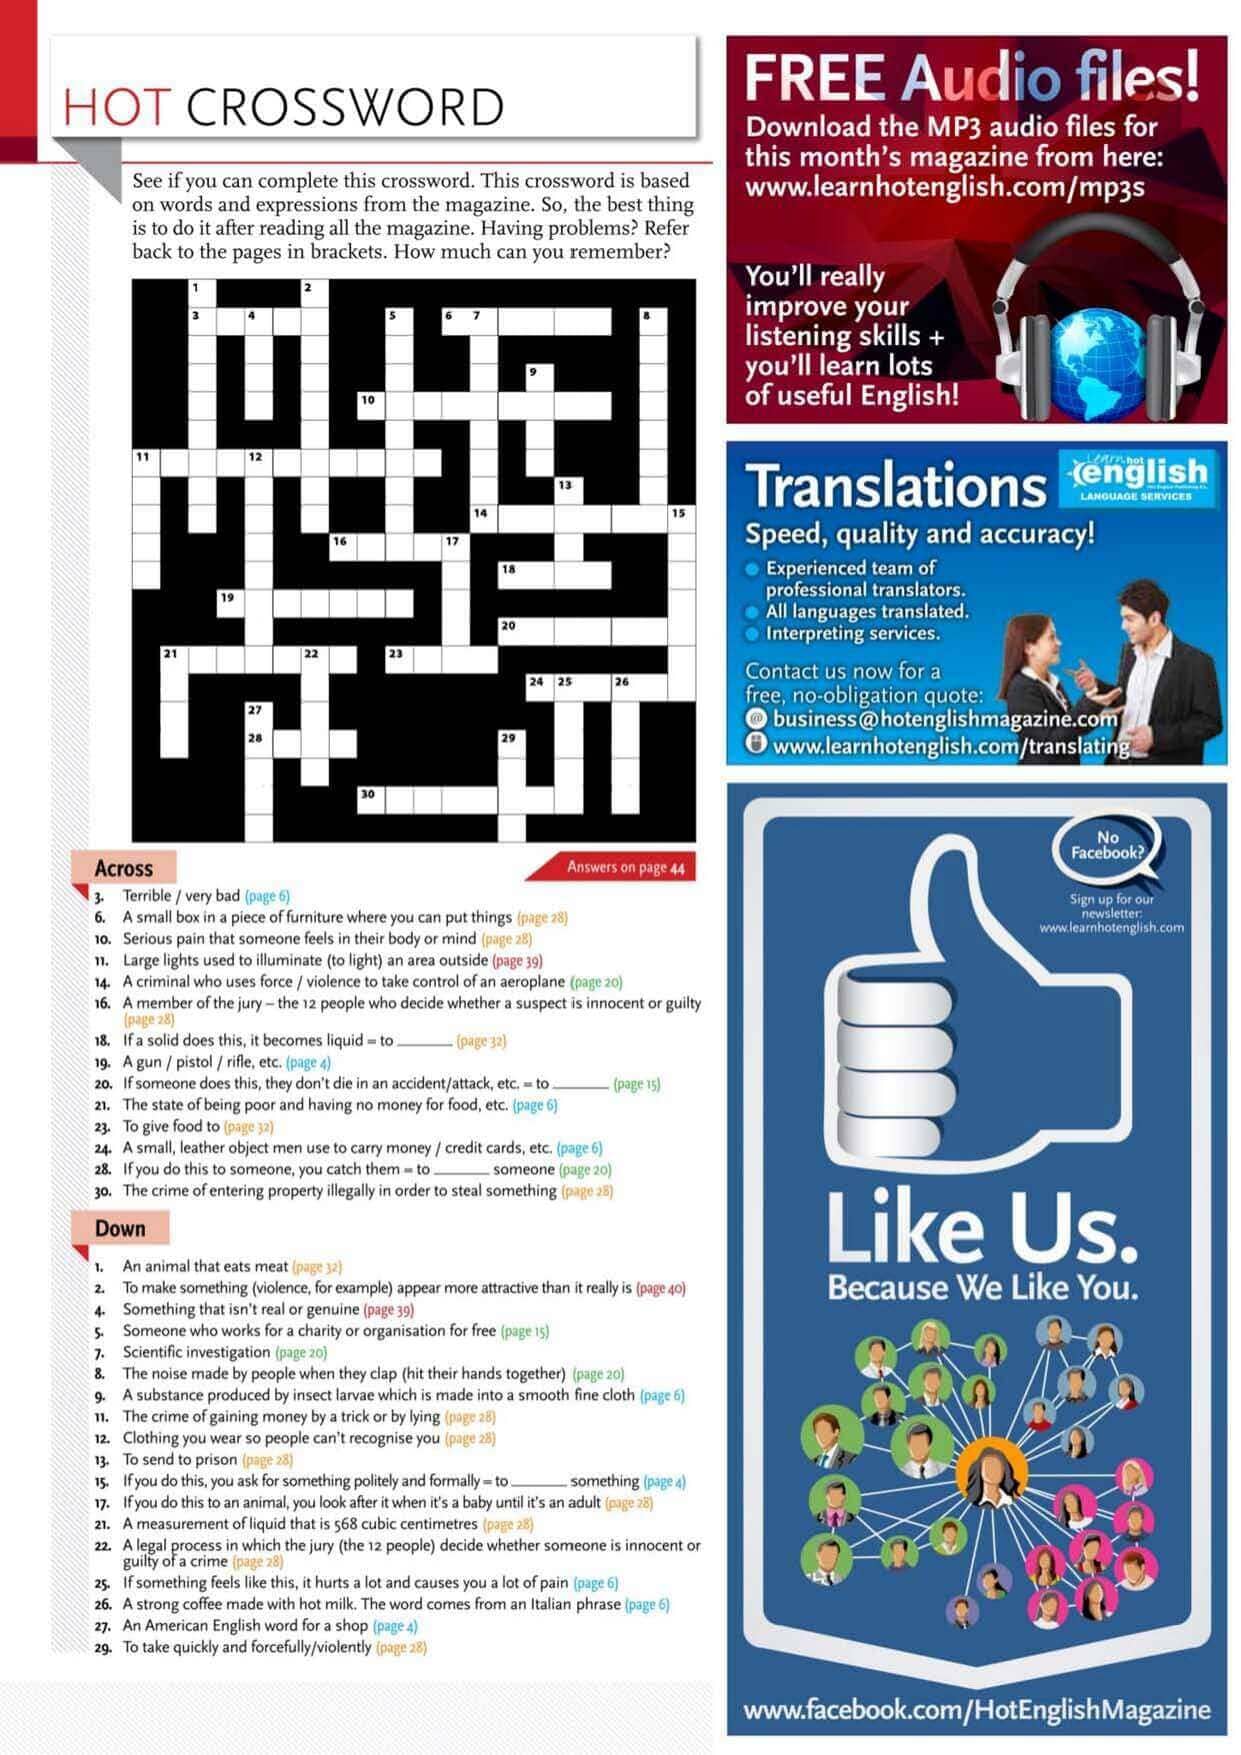 HOT CROSSWORD
See if you can complete this crossword. This crossword is based
on words and expressions from the magazine. So, the best thing
is to do it after reading all the magazine. Having problems? Refer
back to the pages in brackets. How much can you remember?
1 2
3 4 5 6 7 8
9
10
11 12
13
14 15
16 17
18
19
20
21 22 23
24 25 26
27
28 29
30
Answers on page 44
Across
3. Terrible / very bad (page 6)
6. A small box in a piece of furniture where you can put things (page 28)
10. Serious pain that someone feels in their body or mind (page 28)
11. Large lights used to illuminate (to light) an area outside (page 39)
14. A criminal who uses force / violence to take control of an aeroplane (page 20)
16. A member of the jury – the 12 people who decide whether a suspect is innocent or guilty
(page 28)
18. If a solid does this, it becomes liquid = to ________ (page 32)
19. A gun / pistol / rifle, etc. (page 4)
20. If someone does this, they don't die in an accident/attack, etc. = to ________ (page 15)
21. The state of being poor and having no money for food, etc. (page 6)
23. To give food to (page 32)
24. A small, leather object men use to carry money / credit cards, etc. (page 6)
28. If you do this to someone, you catch them = to ________ someone (page 20)
30. The crime of entering property illegally in order to steal something (page 28)
Down
1. An animal that eats meat (page 32)
2. To make something (violence, for example) appear more attractive than it really is (page 40)
4. Something that isn't real or genuine (page 39)
5. Someone who works for a charity or organisation for free (page 15)
7. Scientific investigation (page 20)
8. The noise made by people when they clap (hit their hands together) (page 20)
9. A substance produced by insect larvae which is made into a smooth fine cloth (page 6)
11. The crime of gaining money by a trick or by lying (page 28)
12. Clothing you wear so people can't recognise you (page 28)
13. To send to prison (page 28)
15. If you do this, you ask for something politely and formally = to ________ something (page 4)
17. If you do this to an animal, you look after it when it's a baby until it's an adult (page 28)
21. A measurement of liquid that is 568 cubic centimetres (page 28)
22. A legal process in which the jury (the 12 people) decide whether someone is innocent or
guilty of a crime (page 28)
25. If something feels like this, it hurts a lot and causes you a lot of pain (page 6)
26. A strong coffee made with hot milk. The word comes from an Italian phrase (page 6)
27. An American English word for a shop (page 4)
29. To take quickly and forcefully/violently (page 28)
FREE Audio files!
Download the MP3 audio files for
this month's magazine from here:
www.learnhotenglish.com/mp3s
You'll really
improve your
listening skills +
you'll learn lots
of useful English!
Translations
Learn hot
english
LANGUAGE SERVICES
Speed, quality and accuracy!
Experienced team of
professional translators.
All languages translated.
Interpreting services.
Contact us now for a
free, no-obligation quote:
@ business@hotenglishmagazine.com
www.learnhotenglish.com/translating
No
Facebook?
Sign up for our
newsletter:
www.learnhotenglish.com
Like Us.
Because We Like You.
www.facebook.com/HotEnglishMagazine